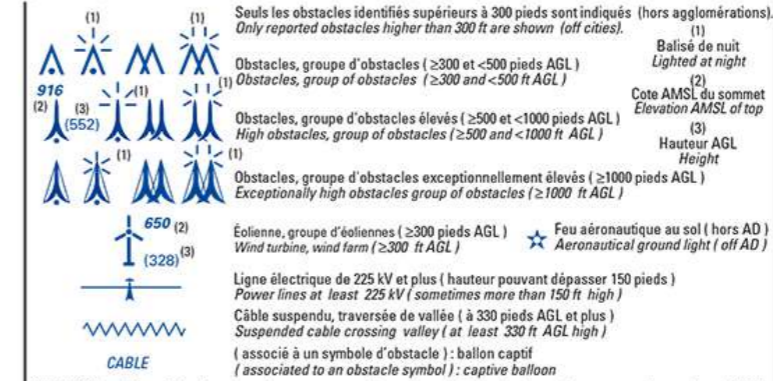 Seuls les obstacles identifiés supérieurs à 300 pieds sont indiqués (hors agglomérations).
Only reported obstacles higher than 300 ft are shown (off cities).
(1) (1)
(1)
Balisé de nuit
Lighted at night
(2)
Cote AMSL du sommet
Elevation AMSL of top
(3)
Hauteur AGL
Height
Obstacles, groupe d'obstacles ( ≥300 et <500 pieds AGL )
Obstacles, group of obstacles ( ≥300 and <500 ft AGL )
916
(2) (3) (552) (1) (1)
Obstacles, groupe d'obstacles élevés ( ≥500 et <1000 pieds AGL )
High obstacles, group of obstacles ( ≥500 and <1000 ft AGL )
(1) (1)
Obstacles, groupe d'obstacles exceptionnellement élevés ( ≥1000 pieds AGL )
Exceptionally high obstacles group of obstacles ( ≥1000 ft AGL )
650 (2)
(328) (3)
Éolienne, groupe d'éoliennes ( ≥300 pieds AGL )
Wind turbine, wind farm ( ≥300 ft AGL )
Feu aéronautique au sol ( hors AD )
Aeronautical ground light ( off AD )
Ligne électrique de 225 kV et plus ( hauteur pouvant dépasser 150 pieds )
Power lines at least 225 kV ( sometimes more than 150 ft high )
Câble suspendu, traversée de vallée ( à 330 pieds AGL et plus )
Suspended cable crossing valley ( at least 330 ft AGL high )
CABLE
( associé à un symbole d'obstacle ) : ballon captif
( associated to an obstacle symbol ) : captive balloon